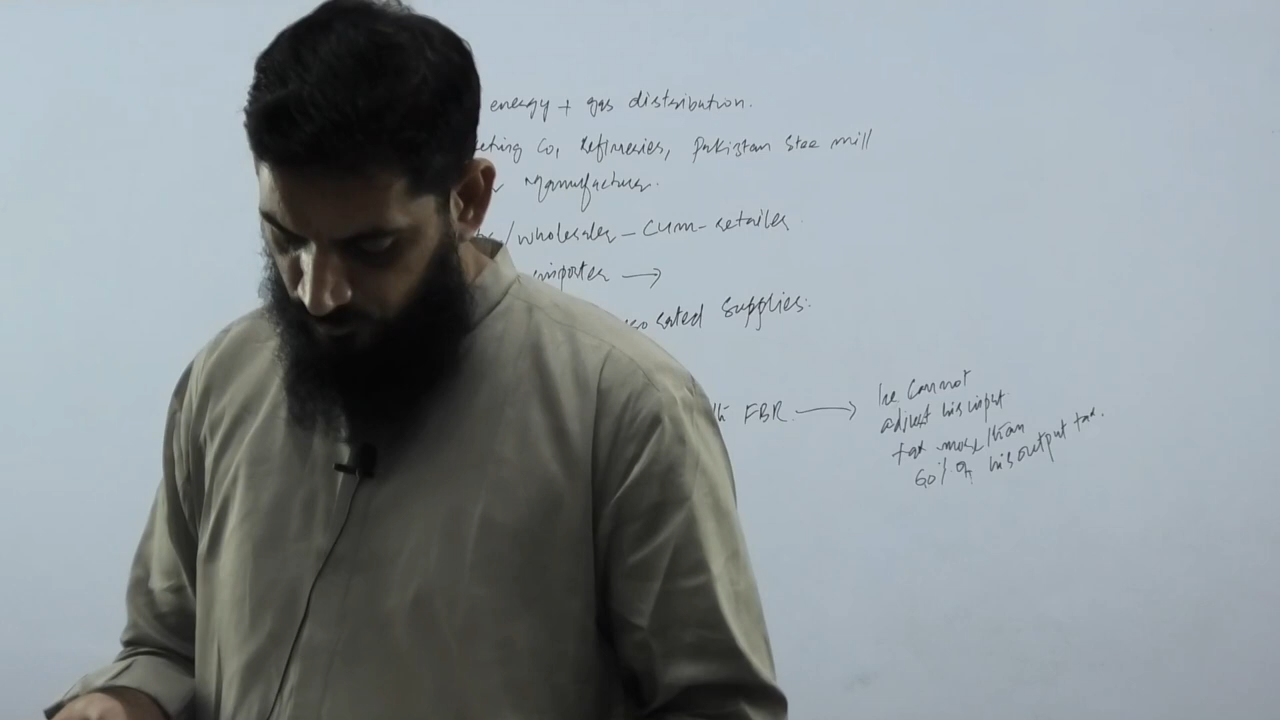 energy + gas distribution.
Co, Refineries, Pakistan Stee mill
Manufacturer.
/wholesaler - cum - retailer
importer →
Supplies:
FBR → he cannot
adjust his input
tax more than
60% of his output tax.